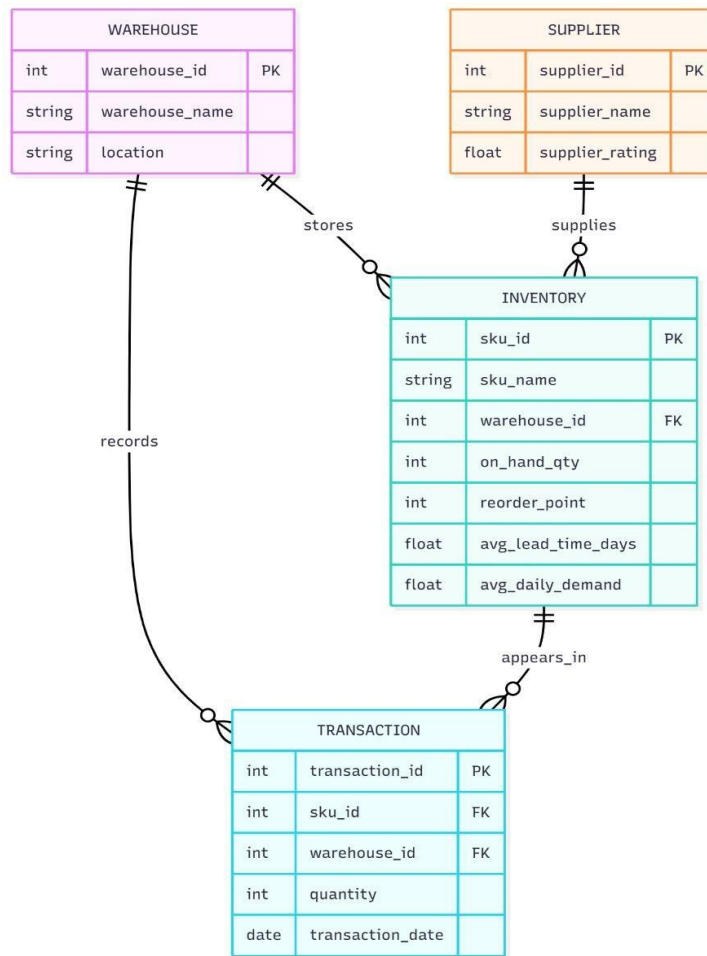 WAREHOUSE
int warehouse_id PK
string warehouse_name
string location
SUPPLIER
int supplier_id PK
string supplier_name
float supplier_rating
stores
supplies
INVENTORY
int sku_id PK
string sku_name
int warehouse_id FK
int on_hand_qty
int reorder_point
float avg_lead_time_days
float avg_daily_demand
records
appears_in
TRANSACTION
int transaction_id PK
int sku_id FK
int warehouse_id FK
int quantity
date transaction_date